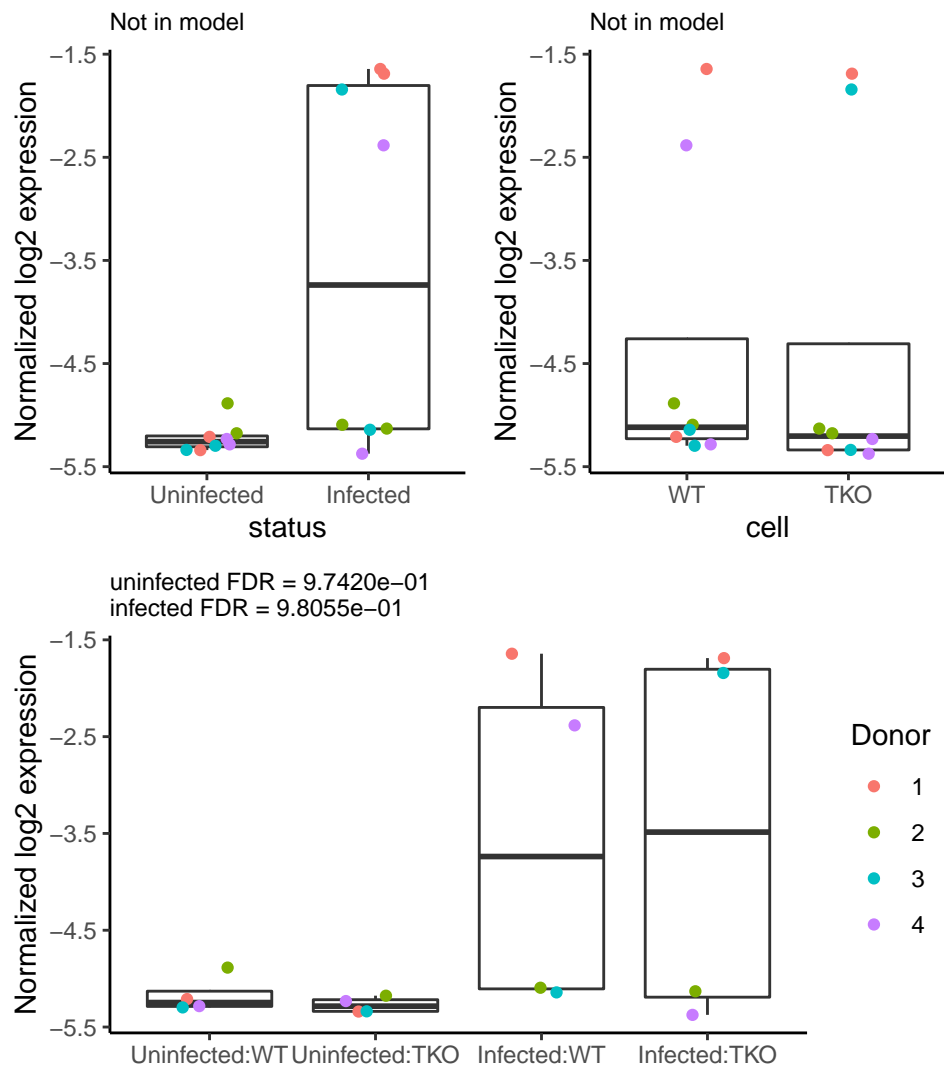 Not in model
Normalized log2 expression
−1.5
−2.5
−3.5
−4.5
−5.5
Uninfected
Infected
status
Not in model
Normalized log2 expression
−1.5
−2.5
−3.5
−4.5
−5.5
WT
TKO
cell
uninfected FDR = 9.7420e−01
infected FDR = 9.8055e−01
Normalized log2 expression
−1.5
−2.5
−3.5
−4.5
−5.5
Uninfected:WT
Uninfected:TKO
Infected:WT
Infected:TKO
Donor
1
2
3
4